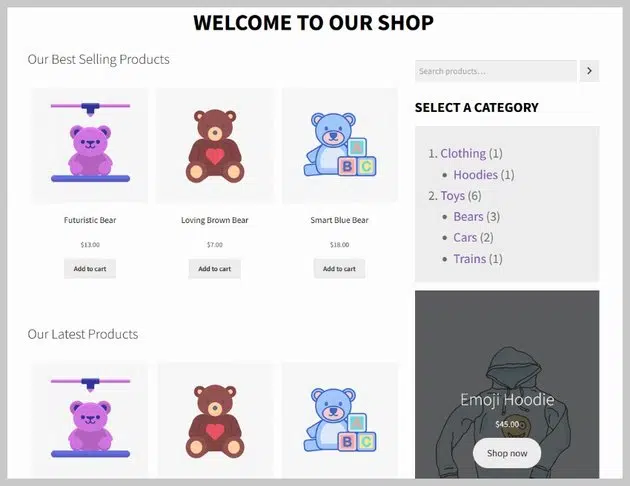 WELCOME TO OUR SHOP
Our Best Selling Products
Futuristic Bear
$13.00
Add to cart
Loving Brown Bear
$7.00
Add to cart
Smart Blue Bear
B C
$18.00
Add to cart
Our Latest Products
B C
Search products…
SELECT A CATEGORY
1. Clothing (1)
• Hoodies (1)
2. Toys (6)
• Bears (3)
• Cars (2)
• Trains (1)
Emoji Hoodie
$45.00
Shop now